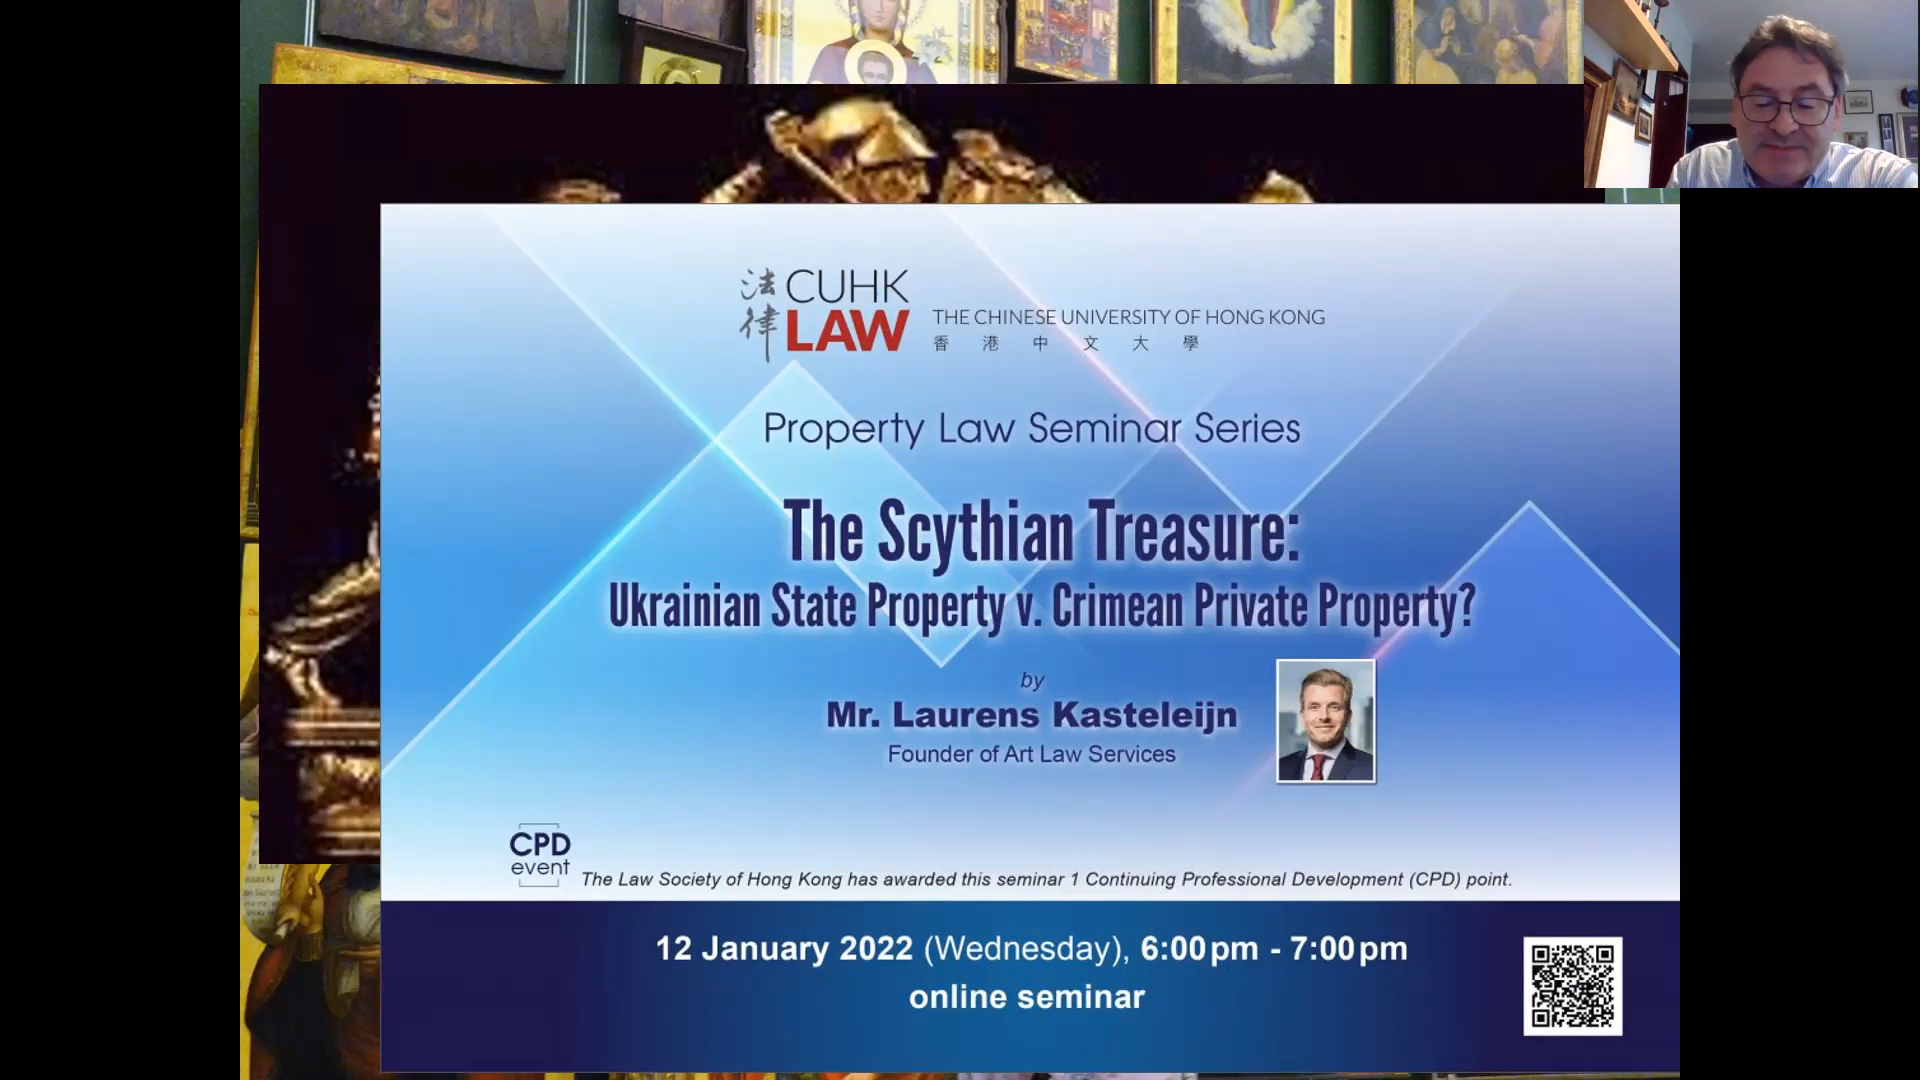 法律 CUHK LAW
THE CHINESE UNIVERSITY OF HONG KONG
香港中文大學
Property Law Seminar Series
The Scythian Treasure:
Ukrainian State Property v. Crimean Private Property?
by
Mr. Laurens Kasteleijn
Founder of Art Law Services
CPD
event
The Law Society of Hong Kong has awarded this seminar 1 Continuing Professional Development (CPD) point.
12 January 2022 (Wednesday), 6:00pm - 7:00pm
online seminar